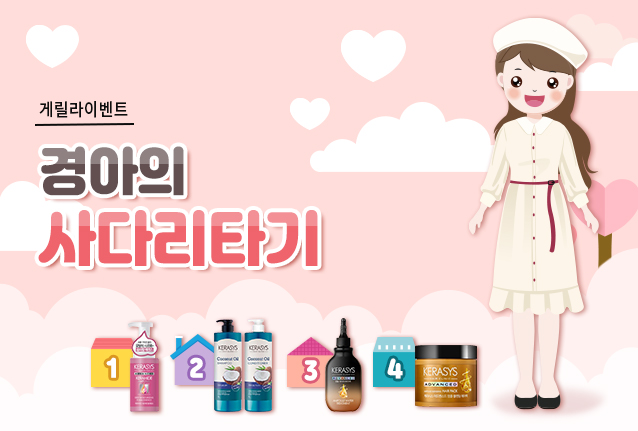 게릴라이벤트
경아의
사다리타기
1
2
3
4
KERASYS
KERASYS
Coconut Oil
KERASYS
Coconut Oil
KERASYS
KERASYS
ADVANCED